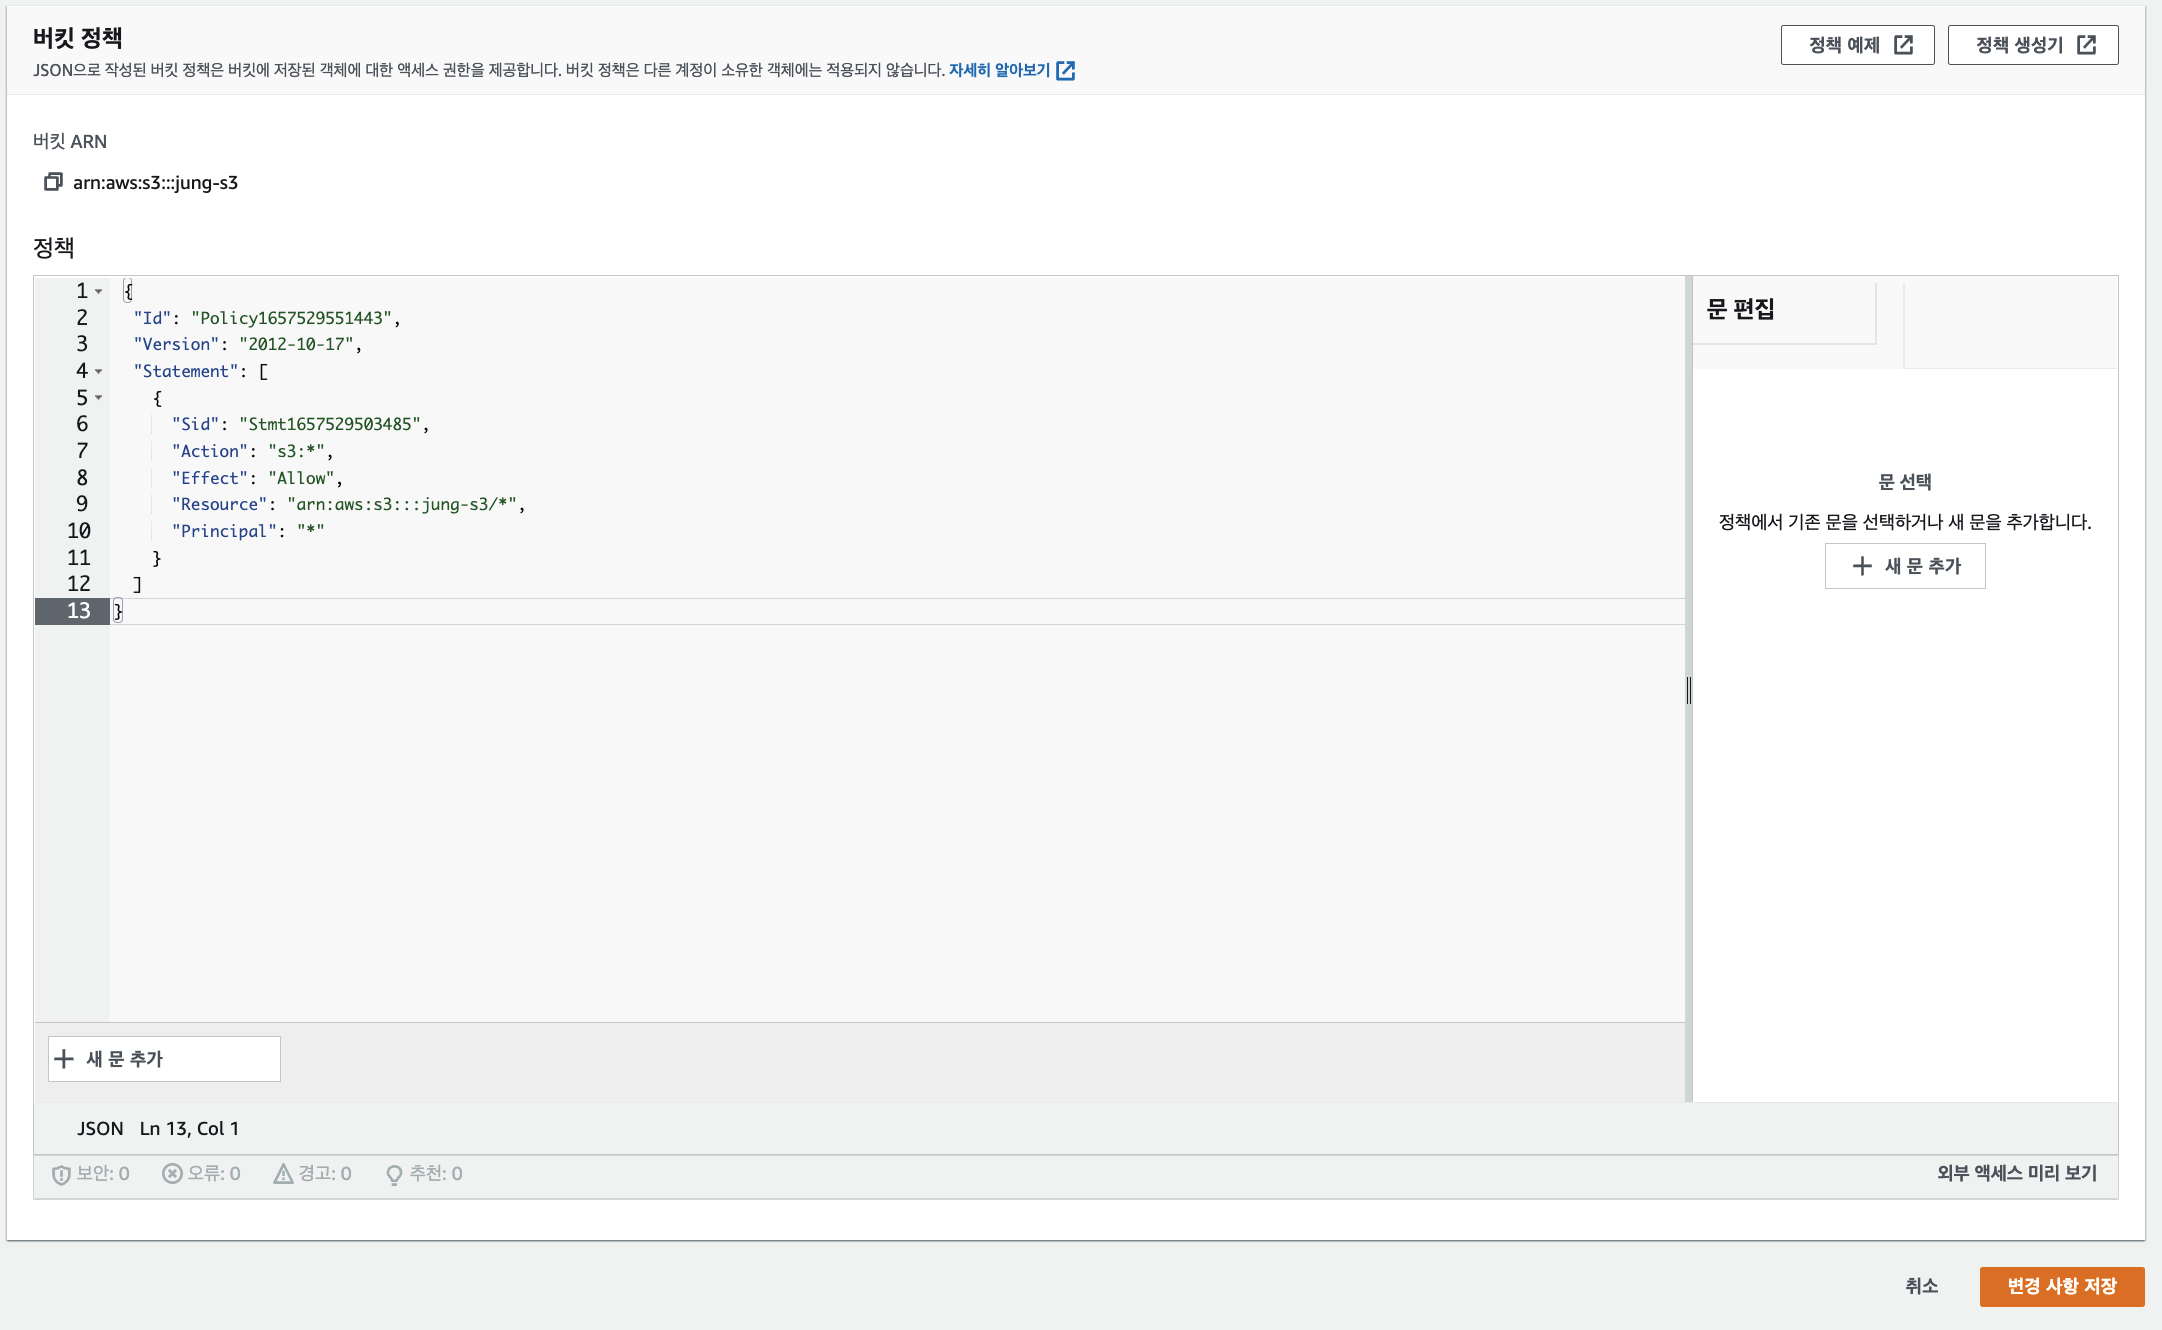 버킷 정책
JSON으로 작성된 버킷 정책은 버킷에 저장된 객체에 대한 액세스 권한을 제공합니다. 버킷 정책은 다른 계정이 소유한 객체에는 적용되지 않습니다. 자세히 알아보기
정책 예제
정책 생성기
버킷 ARN
arn:aws:s3:::jung-s3
정책
1 {
2 "Id": "Policy1657529551443",
3 "Version": "2012-10-17",
4 "Statement": [
5 {
6 "Sid": "Stmt1657529503485",
7 "Action": "s3:*",
8 "Effect": "Allow",
9 "Resource": "arn:aws:s3:::jung-s3/*",
10 "Principal": "*"
11 }
12 ]
13 }
문 편집
문 선택
정책에서 기존 문을 선택하거나 새 문을 추가합니다.
새 문 추가
새 문 추가
JSON Ln 13, Col 1
보안: 0 오류: 0 경고: 0 추천: 0
외부 액세스 미리 보기
취소
변경 사항 저장